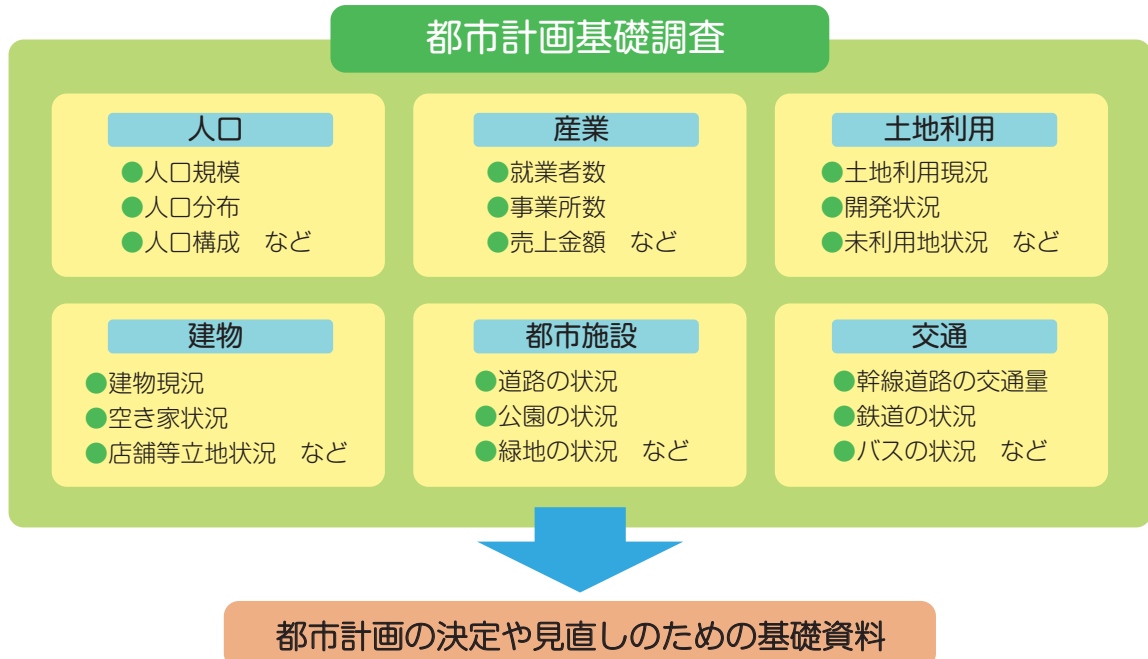 都市計画基礎調査
人口
●人口規模
●人口分布
●人口構成　など
産業
●就業者数
●事業所数
●売上金額　など
土地利用
●土地利用現況
●開発状況
●未利用地状況　など
建物
●建物現況
●空き家状況
●店舗等立地状況　など
都市施設
●道路の状況
●公園の状況
●緑地の状況　など
交通
●幹線道路の交通量
●鉄道の状況
●バスの状況　など
都市計画の決定や見直しのための基礎資料